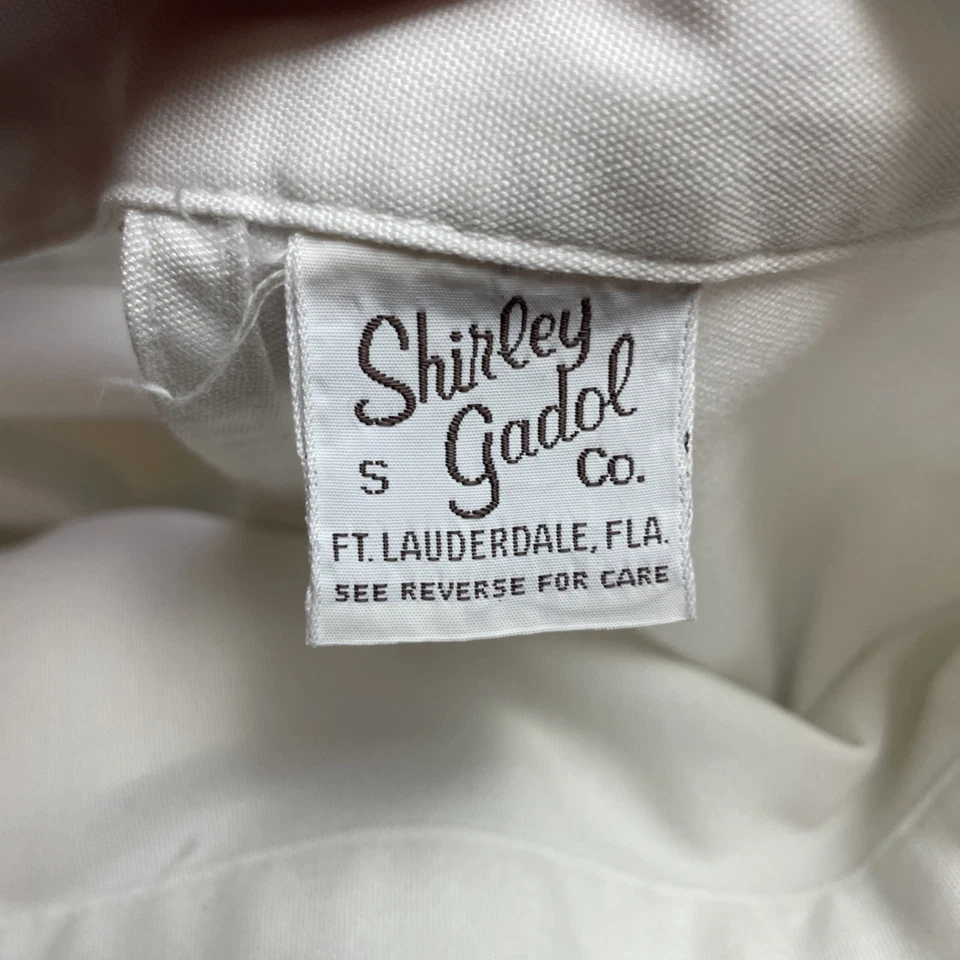 Shirley
Gadol
S Co.
FT. LAUDERDALE, FLA.
SEE REVERSE FOR CARE